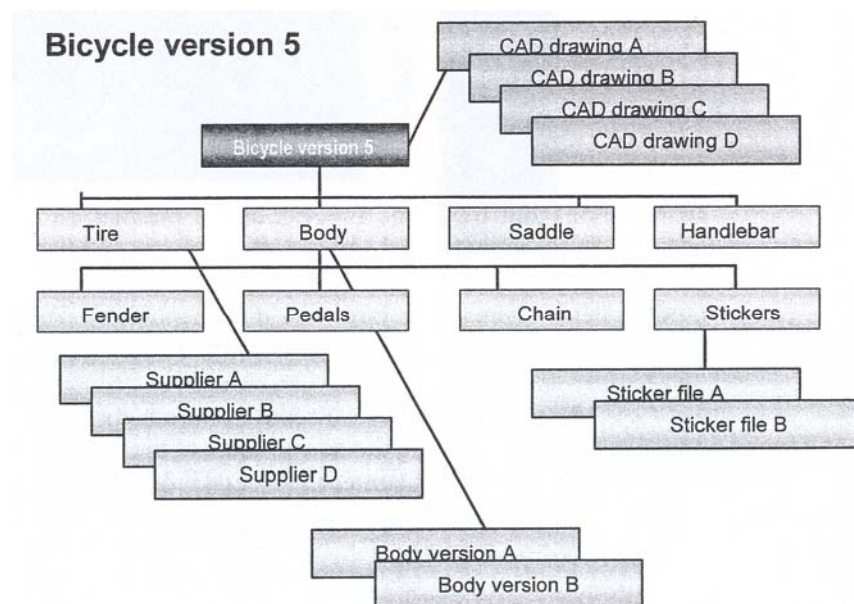 Bicycle version 5
CAD drawing A
CAD drawing B
CAD drawing C
CAD drawing D
Bicycle version 5
Tire
Body
Saddle
Handlebar
Fender
Pedals
Chain
Stickers
Supplier A
Supplier B
Supplier C
Supplier D
Sticker file A
Sticker file B
Body version A
Body version B